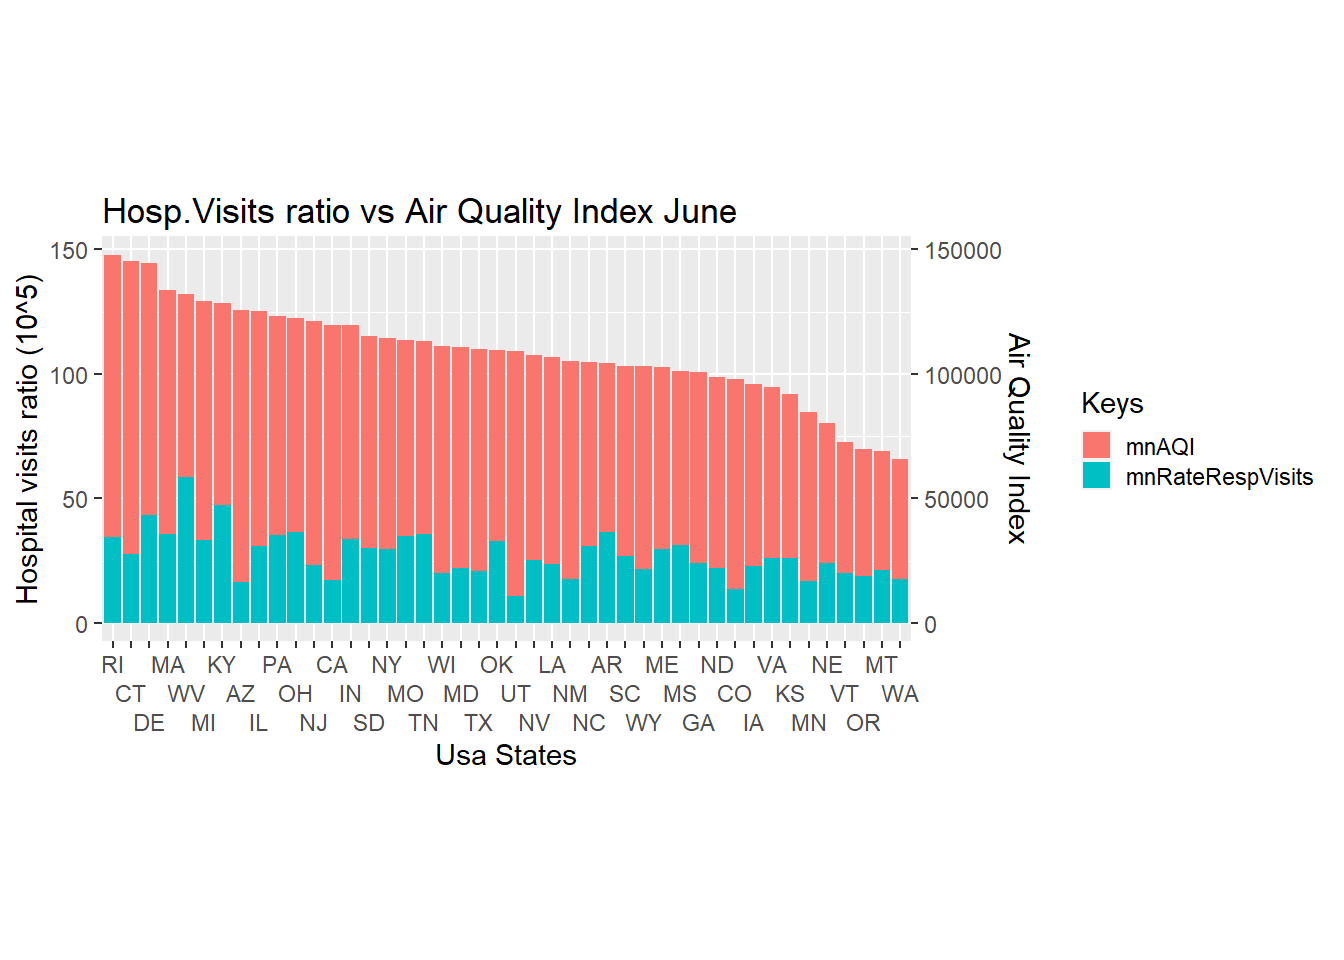 Hosp.Visits ratio vs Air Quality Index June
Hospital visits ratio (10^5)
150
100
50
0
150000
100000
50000
0
Air Quality Index
Keys
mnAQI
mnRateRespVisits
RI MA KY PA CA NY WI OK LA AR ME ND VA NE MT
CT WV AZ OH IN MO MD UT NM SC MS CO KS VT WA
DE MI IL NJ SD TN TX NV NC WY GA IA MN OR
Usa States